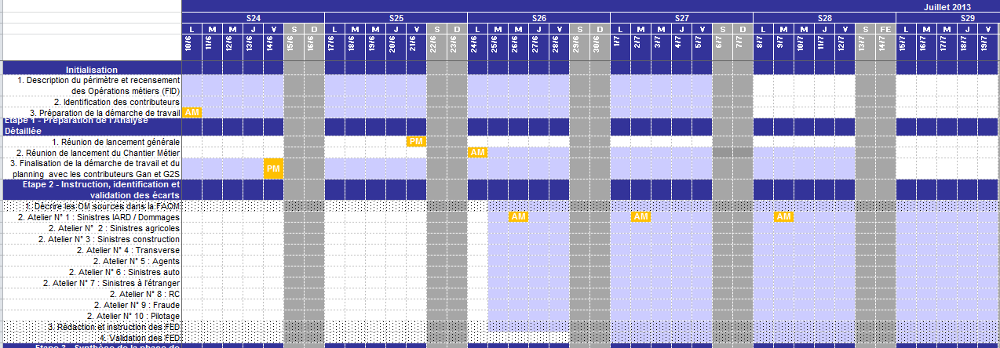 Juillet 2013
S24 S25 S26 S27 S28 S29
L M M J V S D L M M J V S D L M M J V S D L M M J V S D L M M J V S FE L M M J V
10/6 11/6 12/6 13/6 14/6 15/6 16/6 17/6 18/6 19/6 20/6 21/6 22/6 23/6 24/6 25/6 26/6 27/6 28/6 29/6 30/6 1/7 2/7 3/7 4/7 5/7 6/7 7/7 8/7 9/7 10/7 11/7 12/7 13/7 14/7 15/7 16/7 17/7 18/7 19/7
Initialisation
1. Description du périmètre et recensement
des Opérations métiers (FID)
2. Identification des contributeurs
3. Préparation de la démarche de travail AM
Etape 1 - Préparation de l'Analyse
Détaillée
1. Réunion de lancement générale PM
2. Réunion de lancement du Chantier Métier AM
3. Finalisation de la démarche de travail et du
planning avec les contributeurs Gan et G2S PM
Etape 2 - Instruction, identification et
validation des écarts
1. Décrire les OM sources dans la FAOM
2. Atelier N° 1 : Sinistres IARD / Dommages AM AM AM
2. Atelier N° 2 : Sinistres agricoles
2. Atelier N° 3 : Sinistres construction
2. Atelier N° 4 : Transverse
2. Atelier N° 5 : Agents
2. Atelier N° 6 : Sinistres auto
2. Atelier N° 7 : Sinistres à l'étranger
2. Atelier N° 8 : RC
2. Atelier N° 9 : Fraude
2. Atelier N° 10 : Pilotage
3. Rédaction et instruction des FED
4. Validation des FED
Etape 3 - Synthèse de la phase de